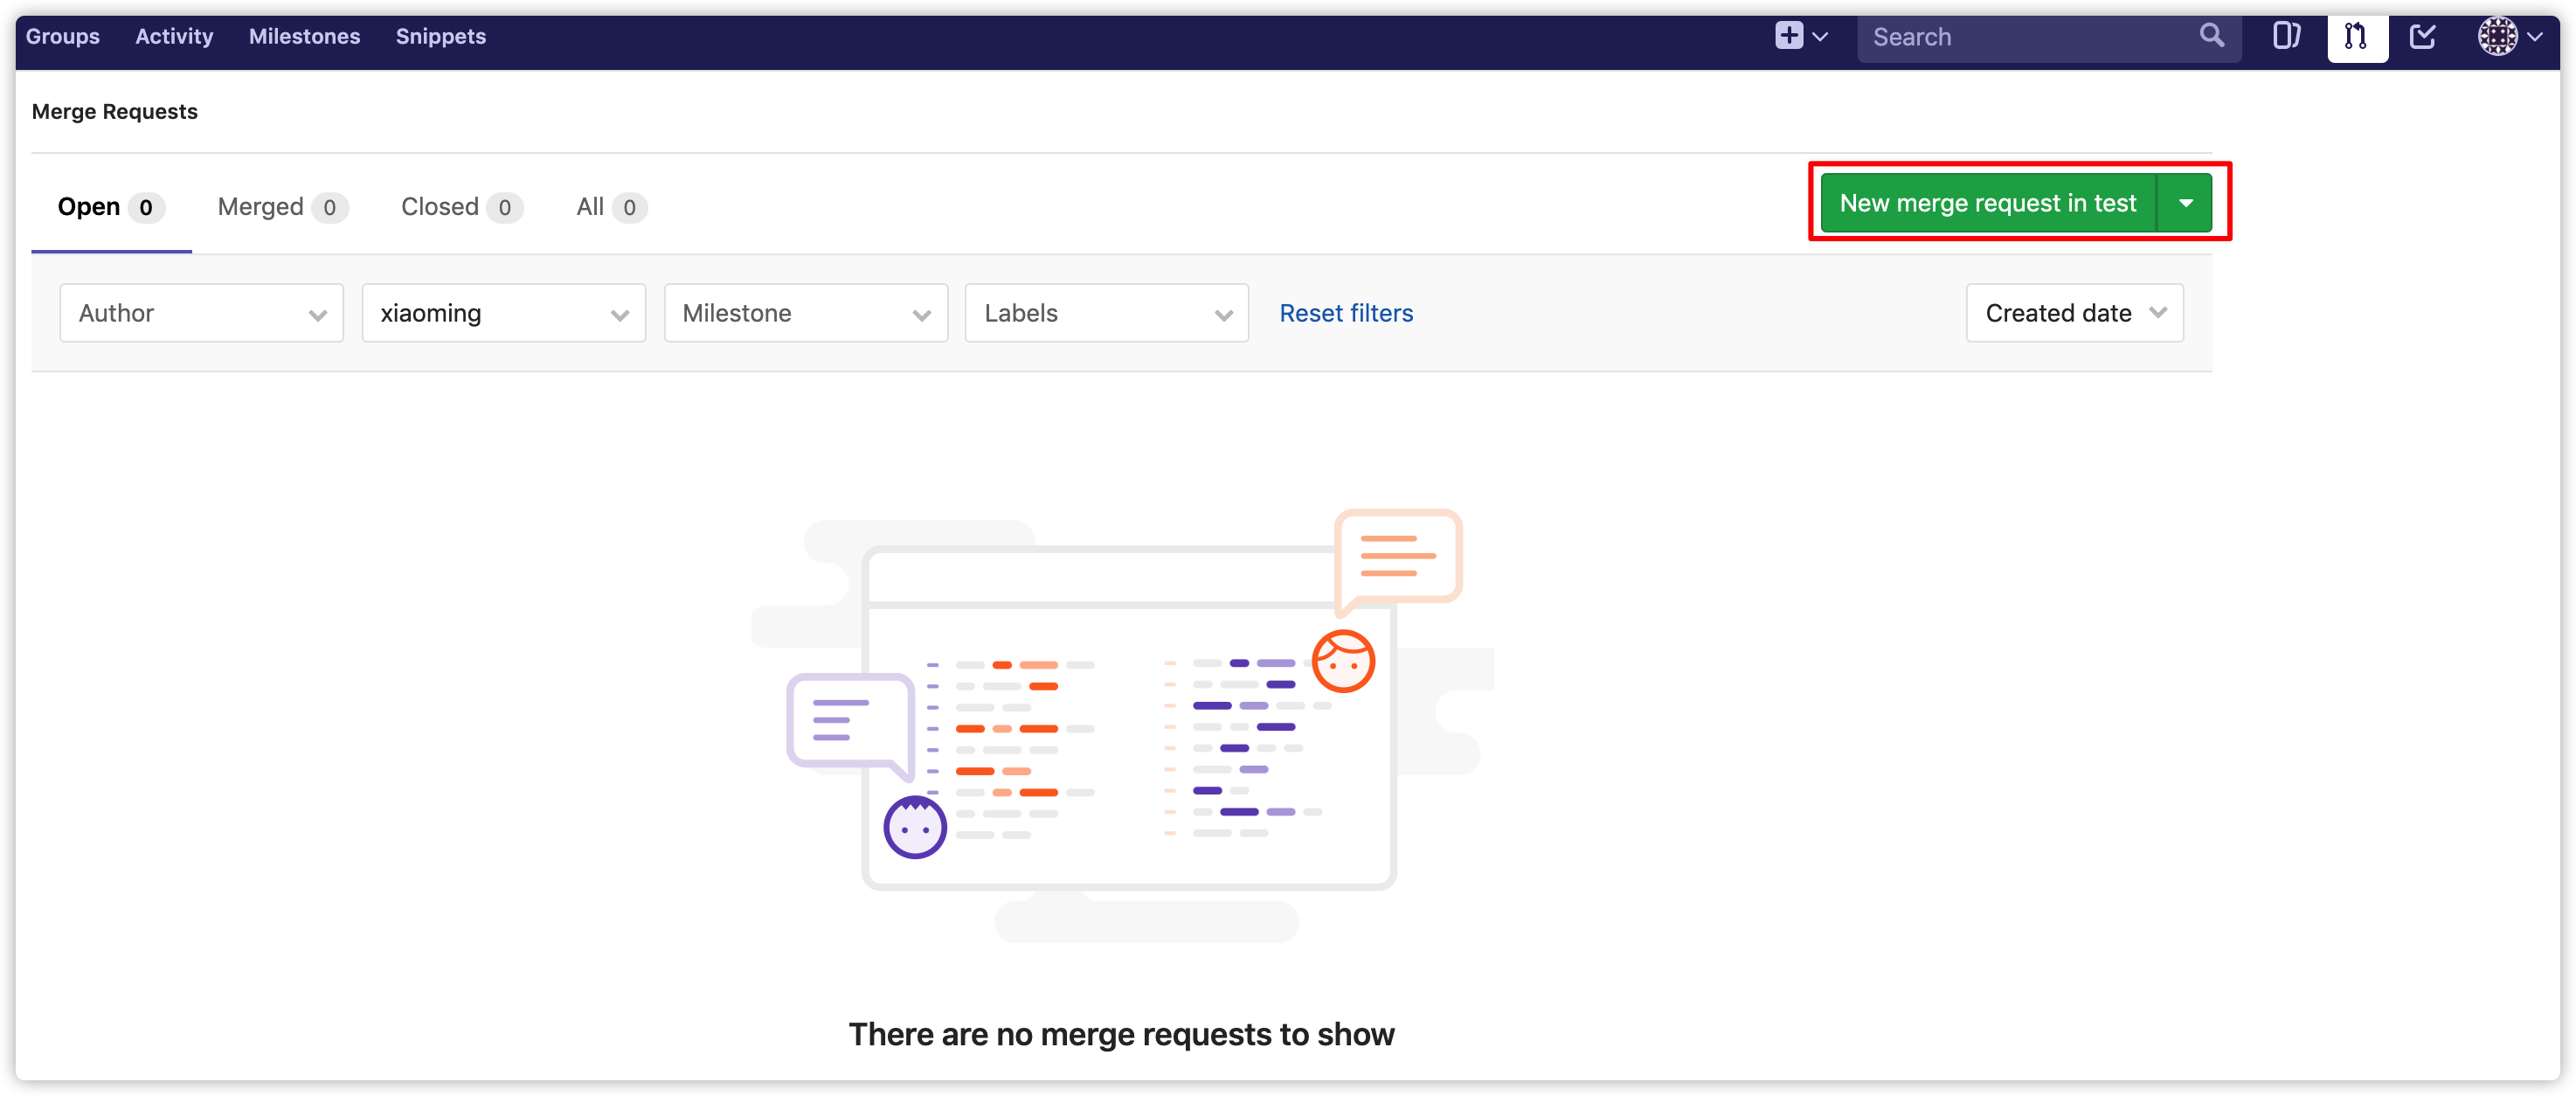 Groups Activity Milestones Snippets Search
Merge Requests
Open 0 Merged 0 Closed 0 All 0 New merge request in test
Author xiaoming Milestone Labels Reset filters Created date
There are no merge requests to show